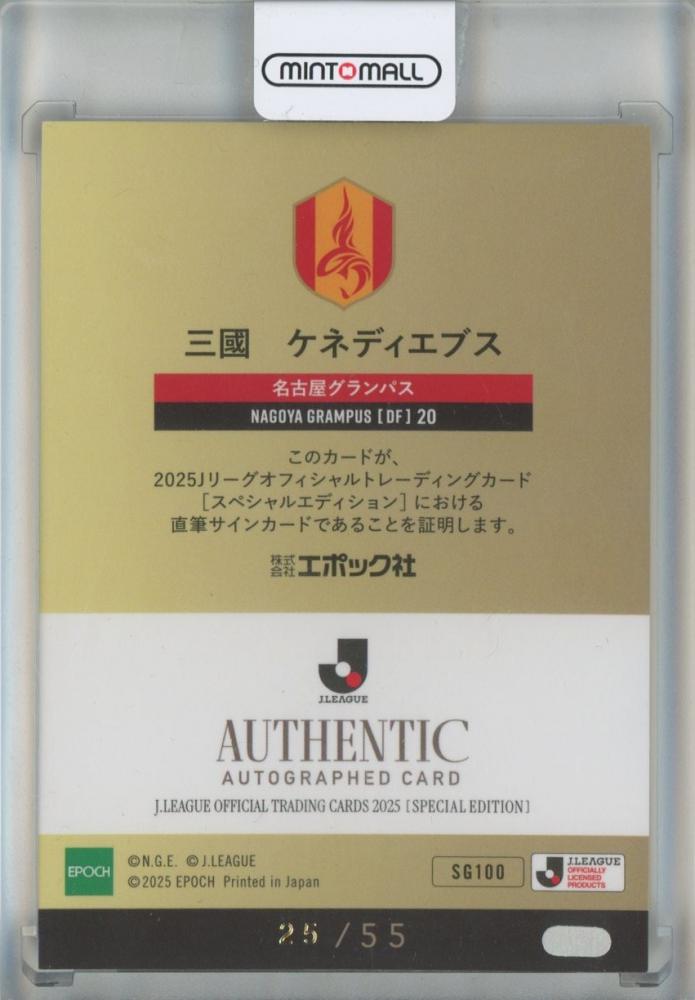 MINTOMALL
三國　ケネディエブス
名古屋グランパス
NAGOYA GRAMPUS [DF] 20
このカードが、
2025Jリーグオフィシャルトレーディングカード
［スペシャルエディション］における
直筆サインカードであることを証明します。
株式会社エポック社
J.LEAGUE
AUTHENTIC
AUTOGRAPHED CARD
J.LEAGUE OFFICIAL TRADING CARDS 2025 [SPECIAL EDITION]
EPOCH
©N.G.E. ©J.LEAGUE
©2025 EPOCH Printed in Japan
SG100
J.LEAGUE
OFFICIALLY
LICENSED
PRODUCTS
25/55